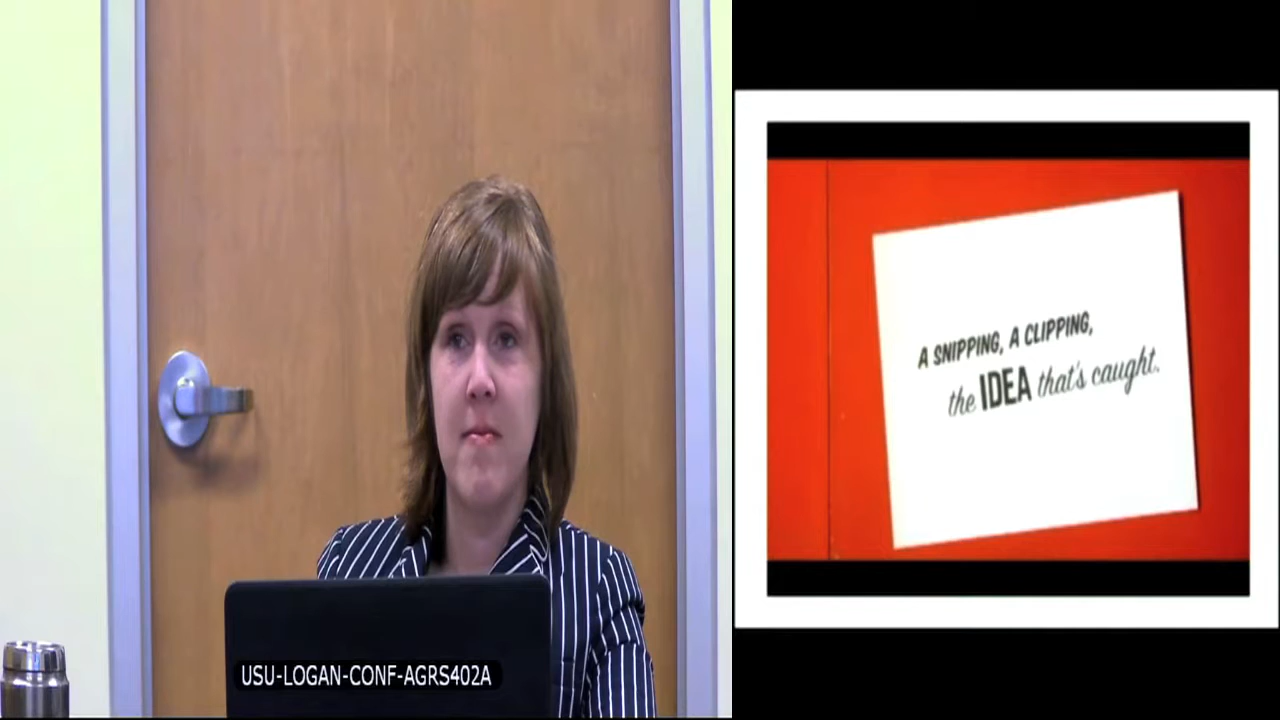 A SNIPPING, A CLIPPING,
the IDEA that's caught.
USU-LOGAN-CONF-AGRS402A